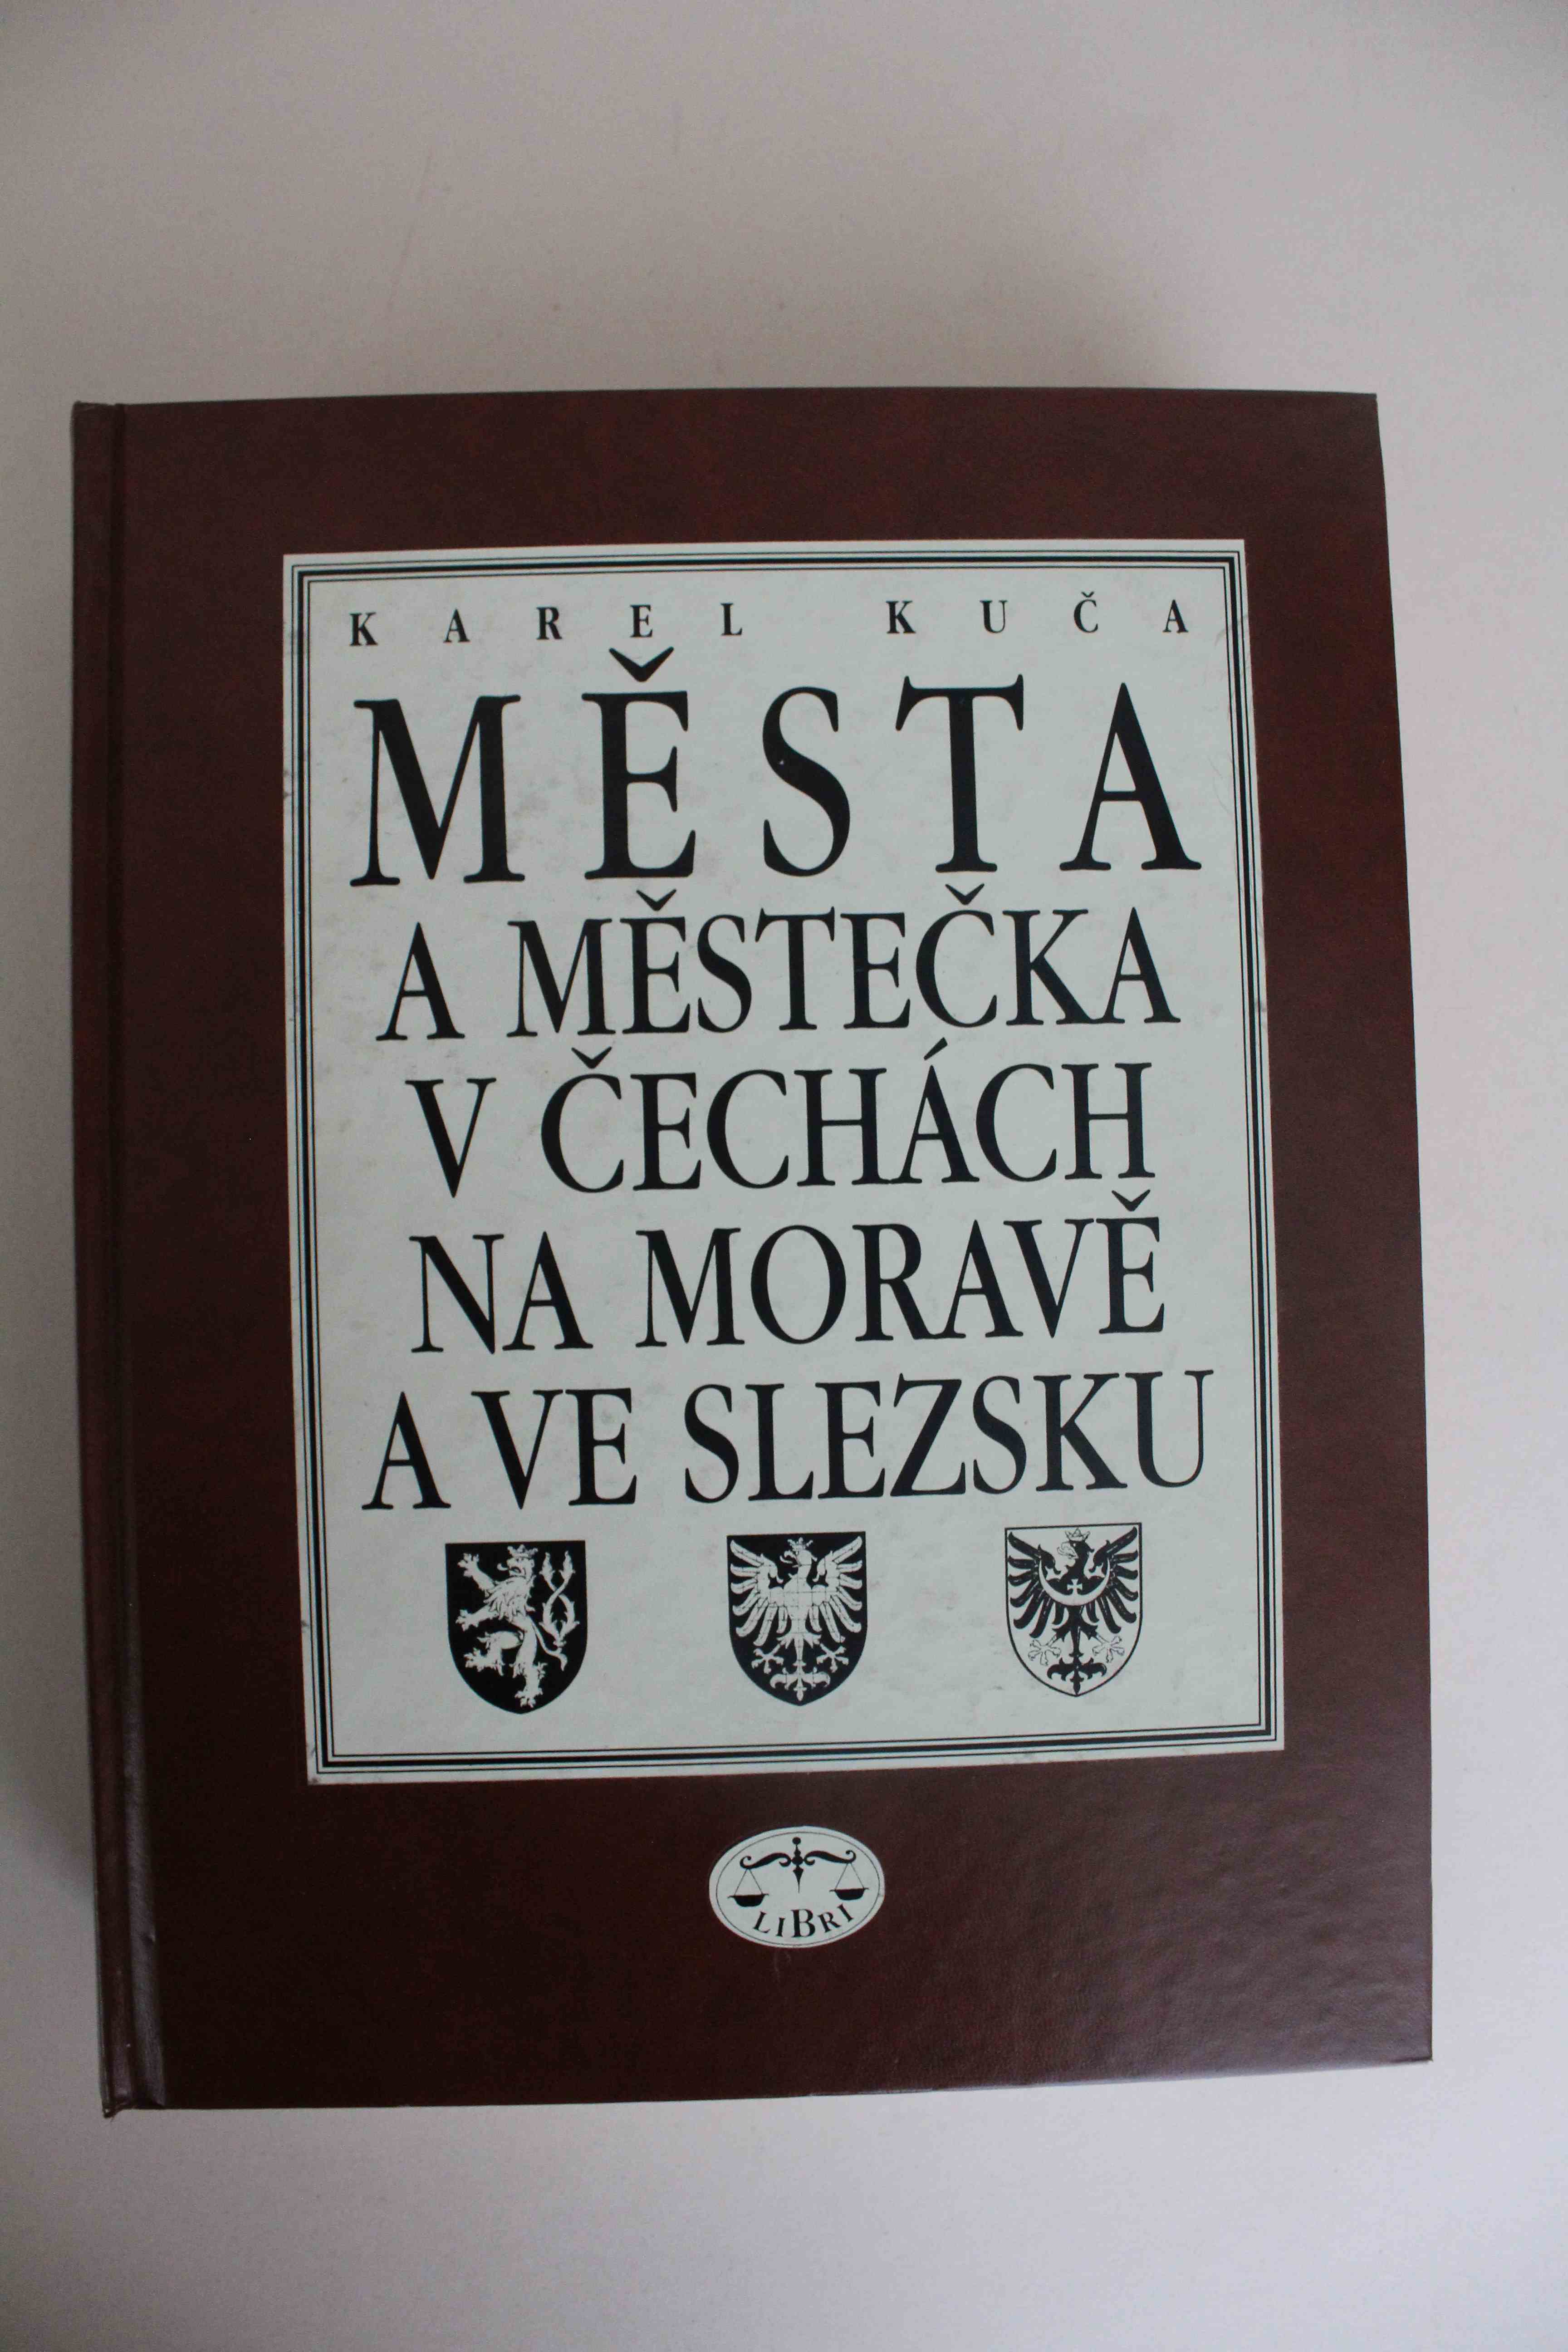 KAREL KUČA
MĚSTA
A MĚSTEČKA
V ČECHÁCH
NA MORAVĚ
A VE SLEZSKU
LIBRI